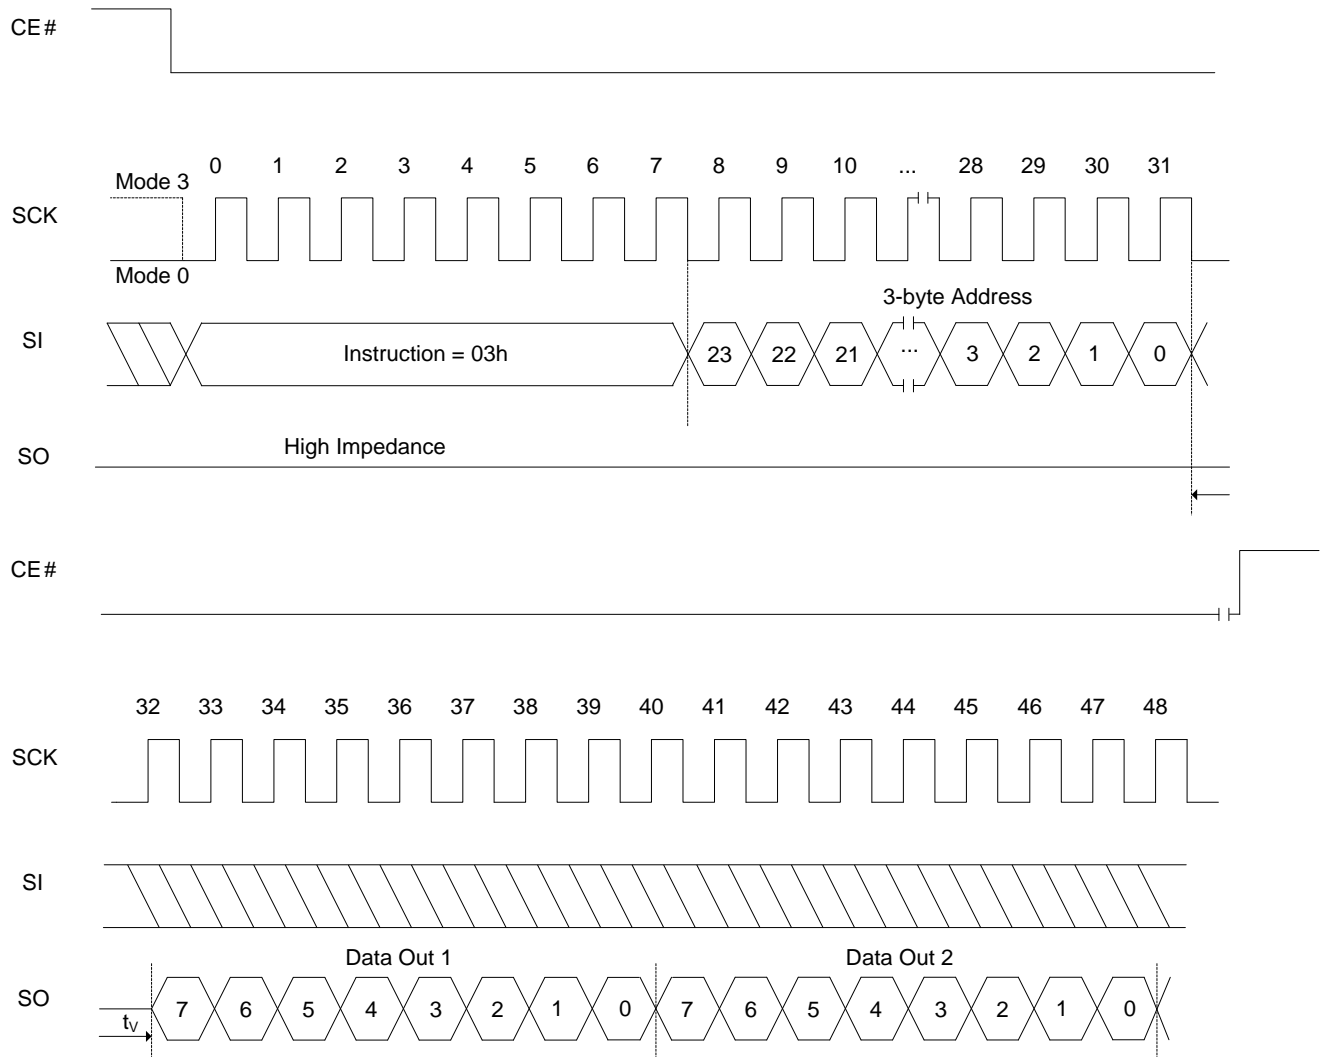 CE#
0 1 2 3 4 5 6 7 8 9 10 ... 28 29 30 31
Mode 3
SCK
Mode 0
3-byte Address
SI
Instruction = 03h 23 22 21 ... 3 2 1 0
High Impedance
SO
CE#
32 33 34 35 36 37 38 39 40 41 42 43 44 45 46 47 48
SCK
SI
Data Out 1 Data Out 2
SO 7 6 5 4 3 2 1 0 7 6 5 4 3 2 1 0
tV